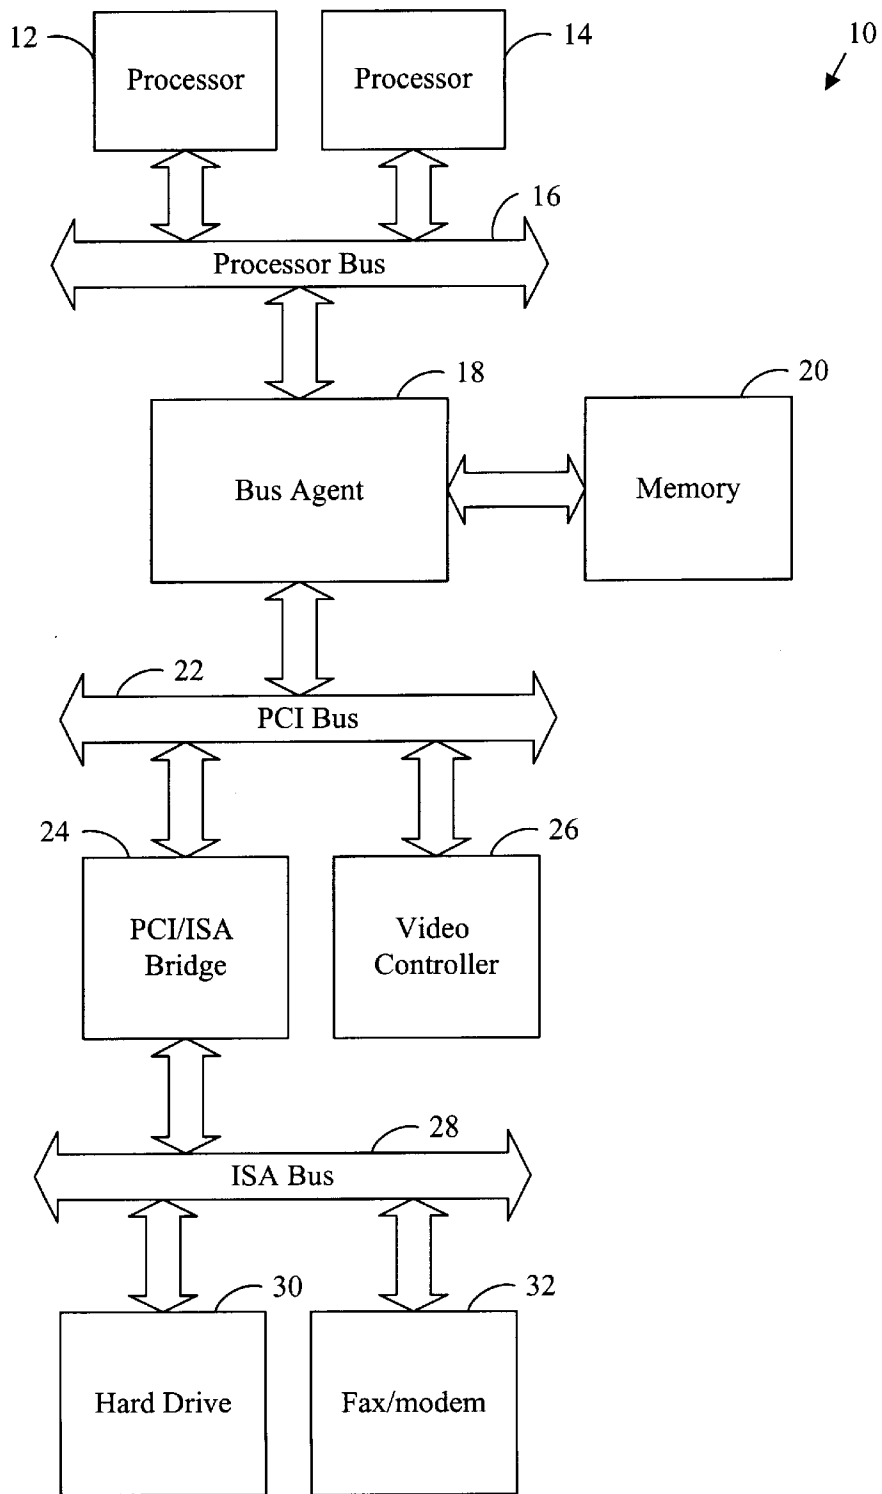 12
14
10
Processor
Processor
16
Processor Bus
18
20
Bus Agent
Memory
22
PCI Bus
24
26
PCI/ISA
Bridge
Video
Controller
28
ISA Bus
30
32
Hard Drive
Fax/modem